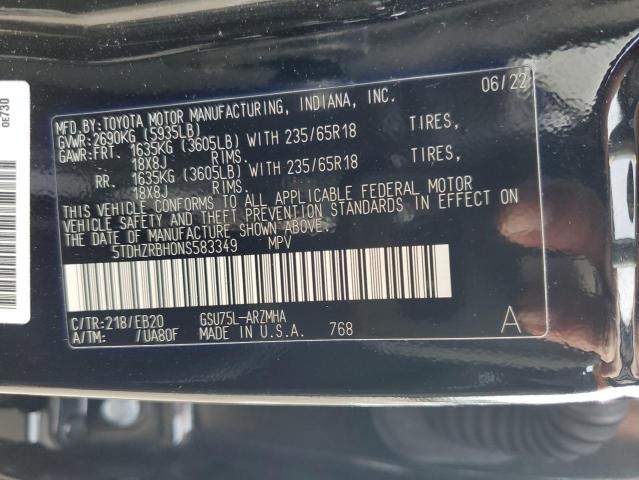 0E730
MFD.BY:TOYOTA MOTOR MANUFACTURING, INDIANA, INC. 06/22
GVWR:2690KG (5935LB)
GAWR:FRT. 1635KG (3605LB) WITH 235/65R18 TIRES,
18X8J RIMS.
RR. 1635KG (3605LB) WITH 235/65R18 TIRES,
18X8J RIMS.
THIS VEHICLE CONFORMS TO ALL APPLICABLE FEDERAL MOTOR
VEHICLE SAFETY AND THEFT PREVENTION STANDARDS IN EFFECT ON
THE DATE OF MANUFACTURE SHOWN ABOVE.
5TDHZRBH0NS583349 MPV
C/TR:218/EB20 GSU75L-ARZMHA
A/TM: /UA80F MADE IN U.S.A. 768 A